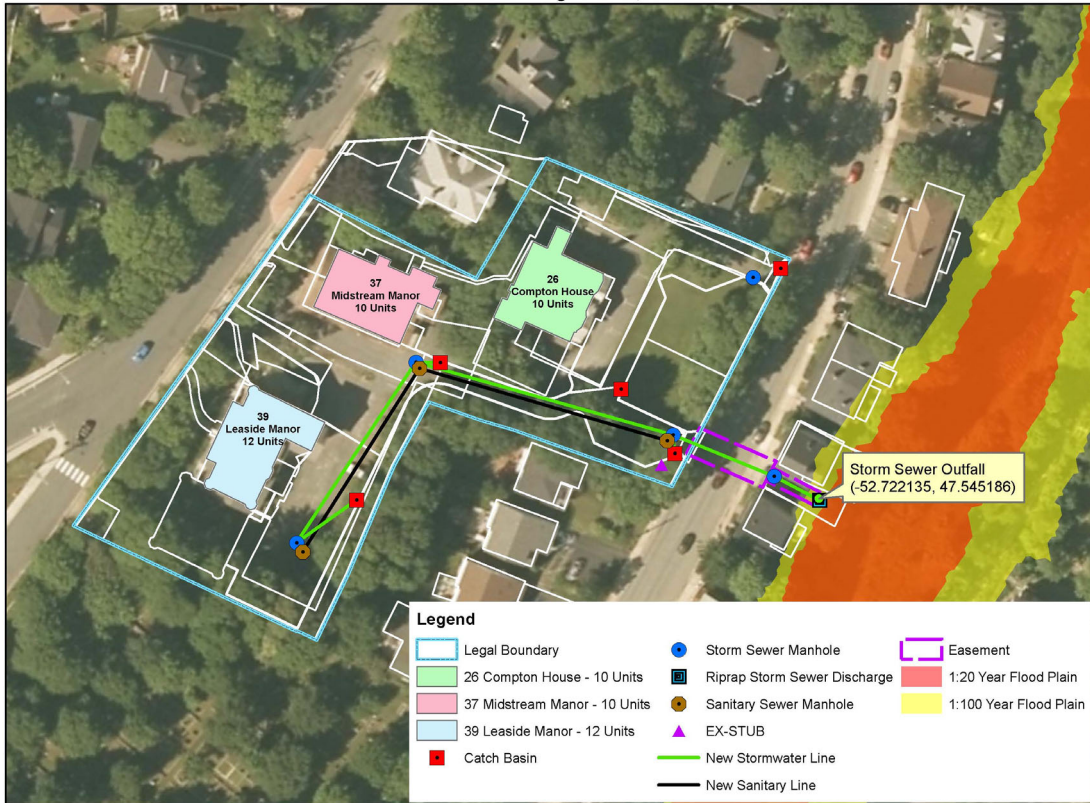 26
Compton House
10 Units
37
Midstream Manor
10 Units
39
Leaside Manor
12 Units
Storm Sewer Outfall
(-52.722135, 47.545186)
Legend
Legal Boundary
26 Compton House - 10 Units
37 Midstream Manor - 10 Units
39 Leaside Manor - 12 Units
Catch Basin
Storm Sewer Manhole
Riprap Storm Sewer Discharge
Sanitary Sewer Manhole
EX-STUB
New Stormwater Line
New Sanitary Line
Easement
1:20 Year Flood Plain
1:100 Year Flood Plain